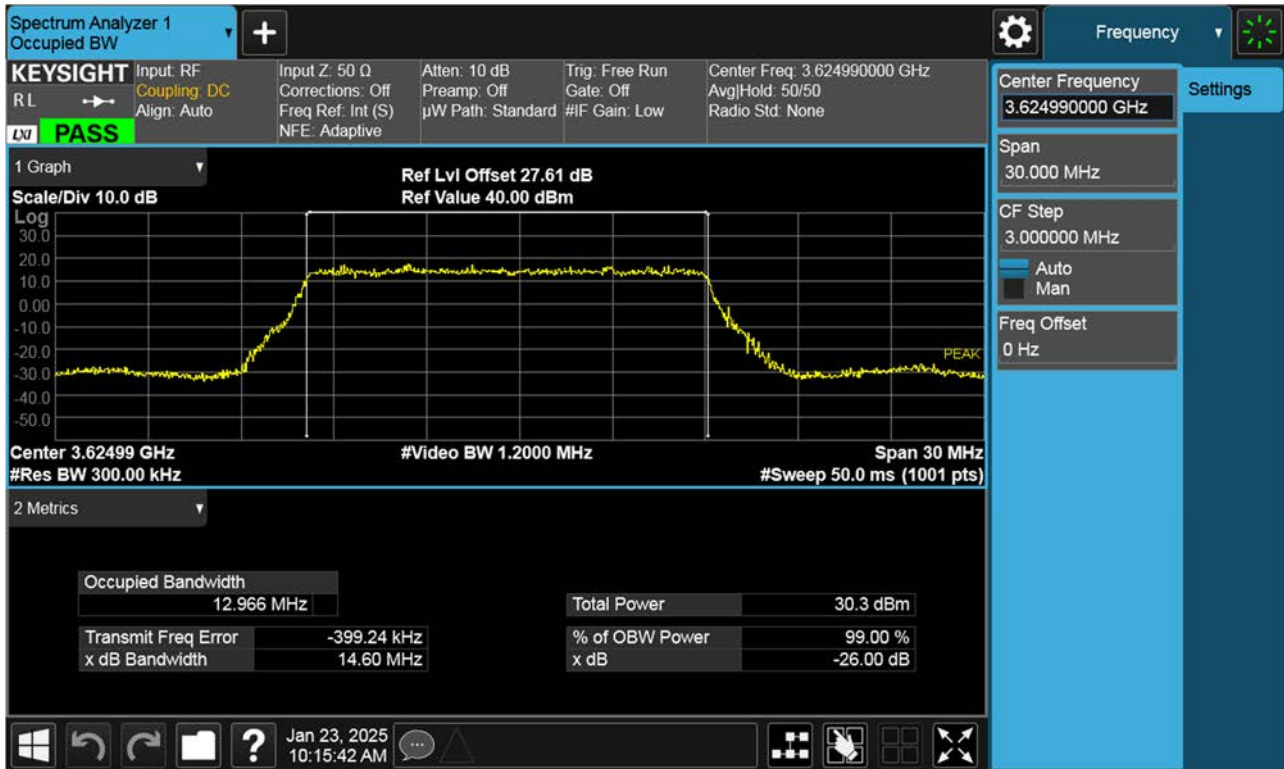 Spectrum Analyzer 1
Occupied BW
+
Frequency
KEYSIGHT
R L
LXI
PASS
Input: RF
Coupling: DC
Align: Auto
Input Z: 50 Ω
Corrections: Off
Freq Ref: Int (S)
NFE: Adaptive
Atten: 10 dB
Preamp: Off
µW Path: Standard
Trig: Free Run
Gate: Off
#IF Gain: Low
Center Freq: 3.624990000 GHz
Avg|Hold: 50/50
Radio Std: None
Center Frequency
3.624990000 GHz
Settings
Span
30.000 MHz
CF Step
3.000000 MHz
Auto
Man
Freq Offset
0 Hz
1 Graph
Scale/Div 10.0 dB
Ref Lvl Offset 27.61 dB
Ref Value 40.00 dBm
Log
30.0
20.0
10.0
0.00
-10.0
-20.0
-30.0
-40.0
-50.0
PEAK
Center 3.62499 GHz
#Res BW 300.00 kHz
#Video BW 1.2000 MHz
Span 30 MHz
#Sweep 50.0 ms (1001 pts)
2 Metrics
Occupied Bandwidth
12.966 MHz
Total Power 30.3 dBm
Transmit Freq Error -399.24 kHz
% of OBW Power 99.00 %
x dB Bandwidth 14.60 MHz
x dB -26.00 dB
?
Jan 23, 2025
10:15:42 AM